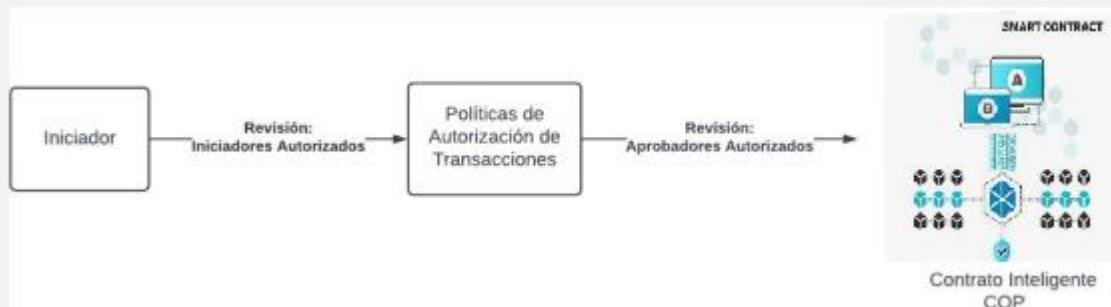 SMART CONTRACT
A
B
Iniciador
Revisión:
Iniciadores Autorizados
Políticas de
Autorización de
Transacciones
Revisión:
Aprobadores Autorizados
Contrato Inteligente
COP